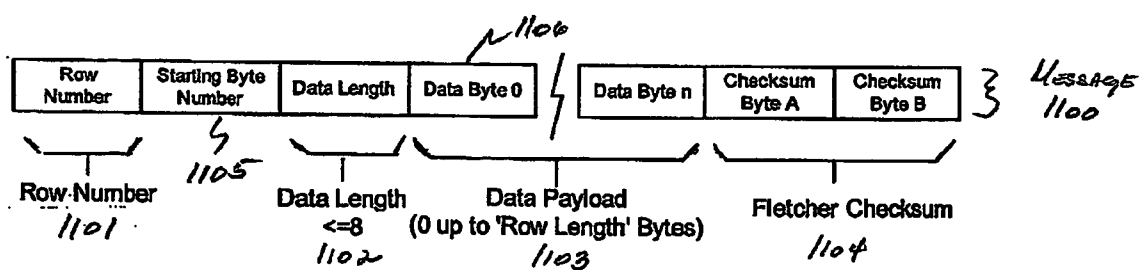 1106
Row Number
Starting Byte Number
Data Length
Data Byte 0
Data Byte n
Checksum Byte A
Checksum Byte B
MESSAGE
1100
1105
Row Number
1101
Data Length
<=8
1102
Data Payload
(0 up to 'Row Length' Bytes)
1103
Fletcher Checksum
1104